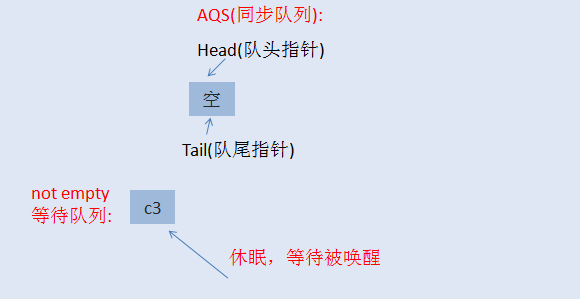 AQS(同步队列):
Head(队头指针)
空
Tail(队尾指针)
not empty
等待队列:
c3
休眠，等待被唤醒